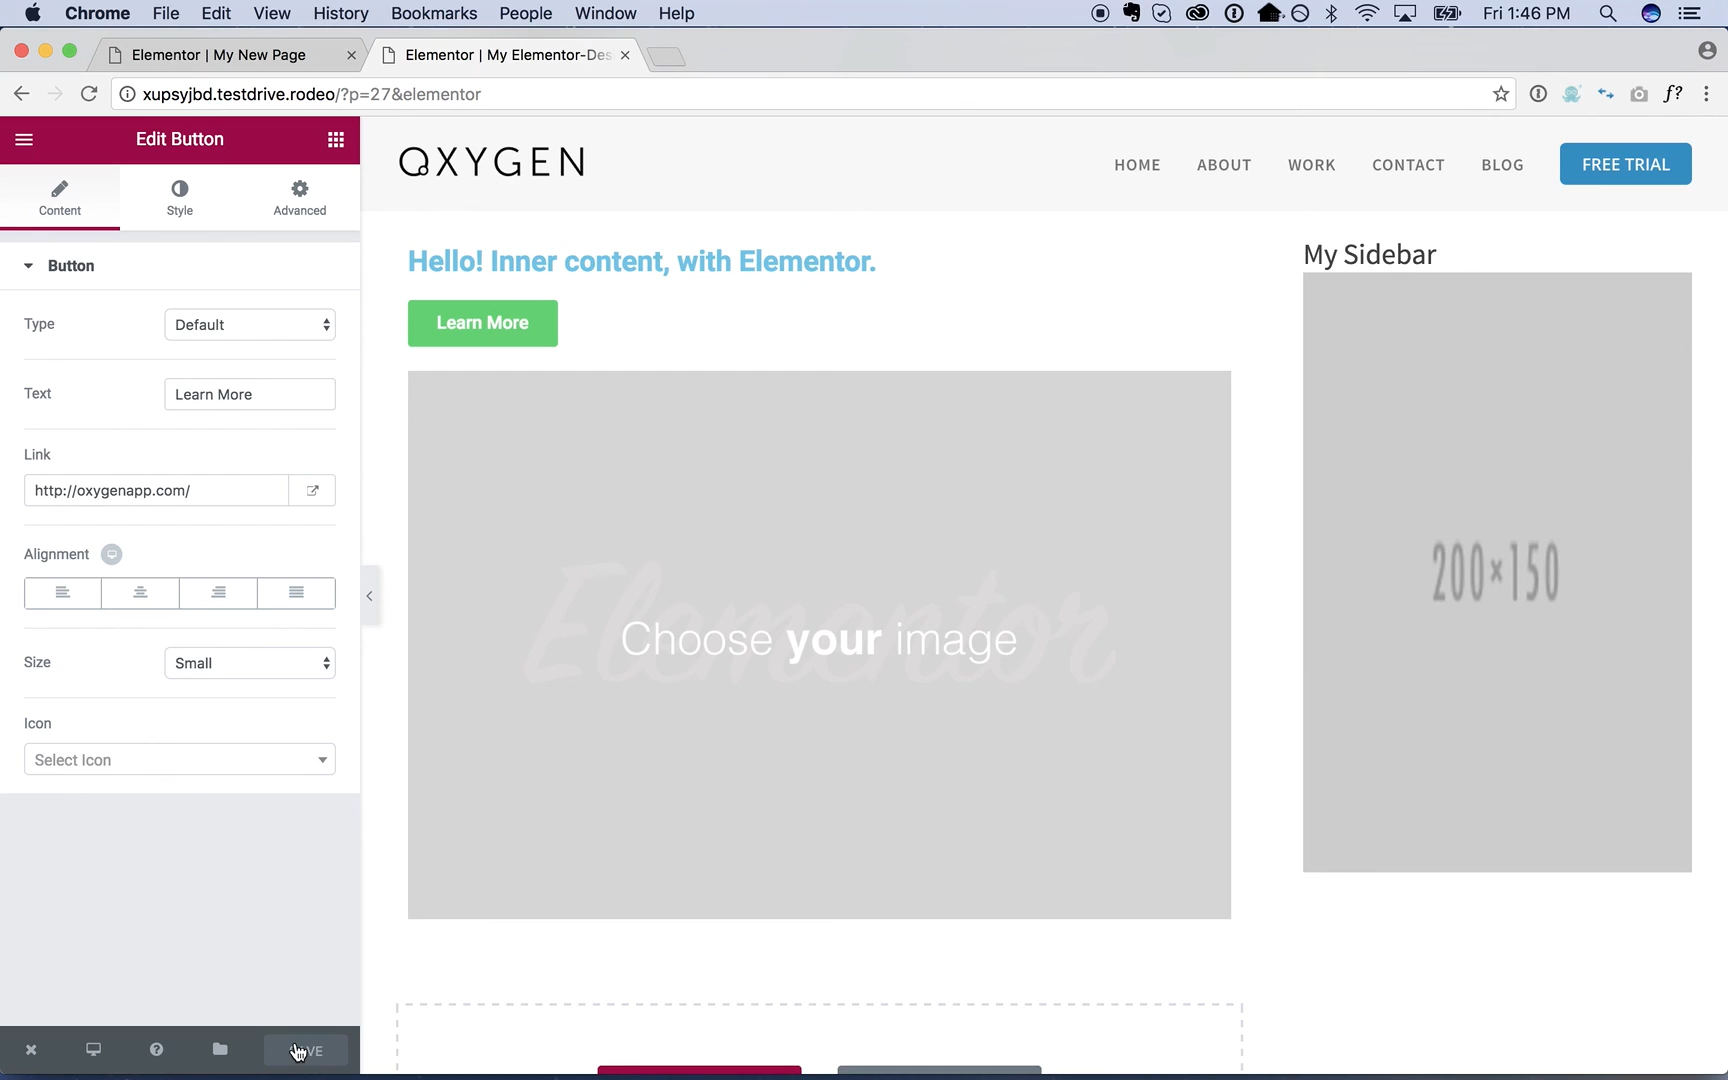 Chrome File Edit View History Bookmarks People Window Help Fri 1:46 PM
Elementor | My New Page
Elementor | My Elementor-Des
xupsyjbd.testdrive.rodeo/?p=27&elementor
f?
Edit Button
Content Style Advanced
Button
Type Default
Text Learn More
Link
http://oxygenapp.com/
Alignment
Size Small
Icon
Select Icon
OXYGEN
HOME ABOUT WORK CONTACT BLOG FREE TRIAL
Hello! Inner content, with Elementor.
Learn More
Elementor
Choose your image
My Sidebar
200×150